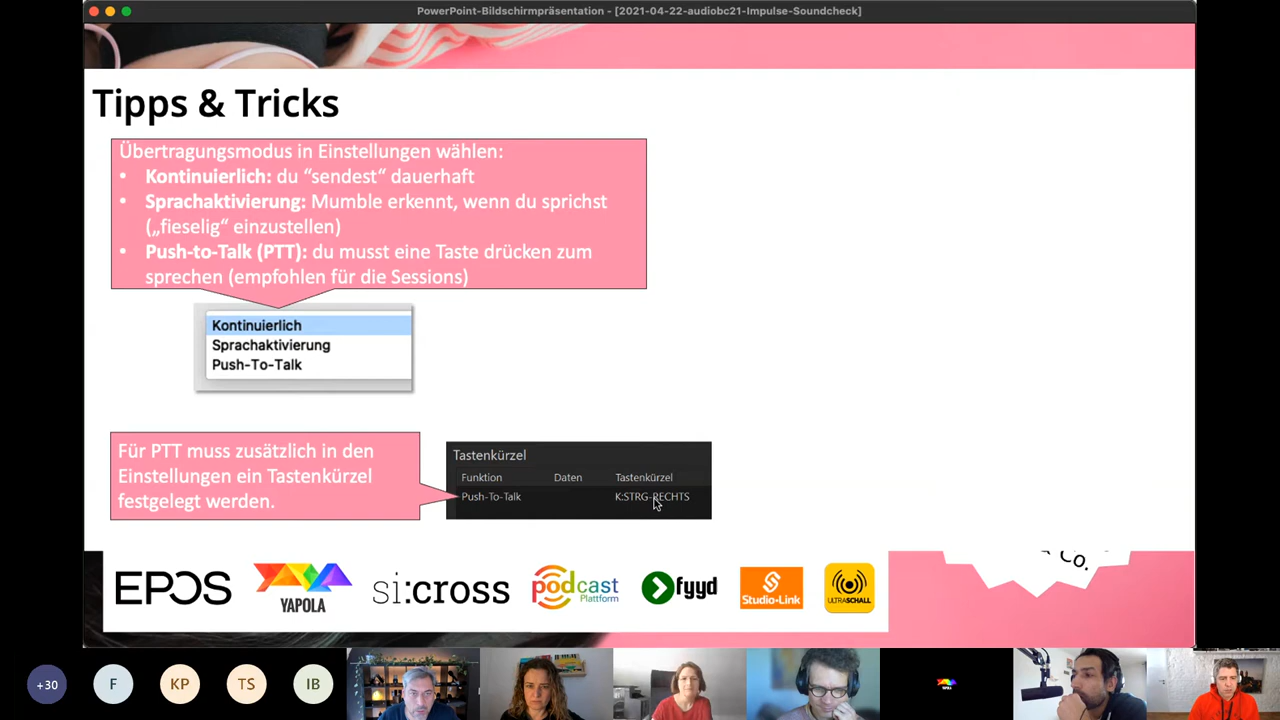 PowerPoint-Bildschirmpräsentation - [2021-04-22-audiobc21-Impulse-Soundcheck]
Tipps & Tricks
Übertragungsmodus in Einstellungen wählen:
• Kontinuierlich: du “sendest“ dauerhaft
• Sprachaktivierung: Mumble erkennt, wenn du sprichst
(„fieselig“ einzustellen)
• Push-to-Talk (PTT): du musst eine Taste drücken zum
sprechen (empfohlen für die Sessions)
Kontinuierlich
Sprachaktivierung
Push-To-Talk
Für PTT muss zusätzlich in den
Einstellungen ein Tastenkürzel
festgelegt werden.
Tastenkürzel
Funktion Daten Tastenkürzel
Push-To-Talk K:STRG-RECHTS
& CO.
EPOS
YAPOLA
si:cross
podcast
Plattform
fyyd
Studio-Link
ULTRASCHALL
+30 F KP TS IB
YAPOLA